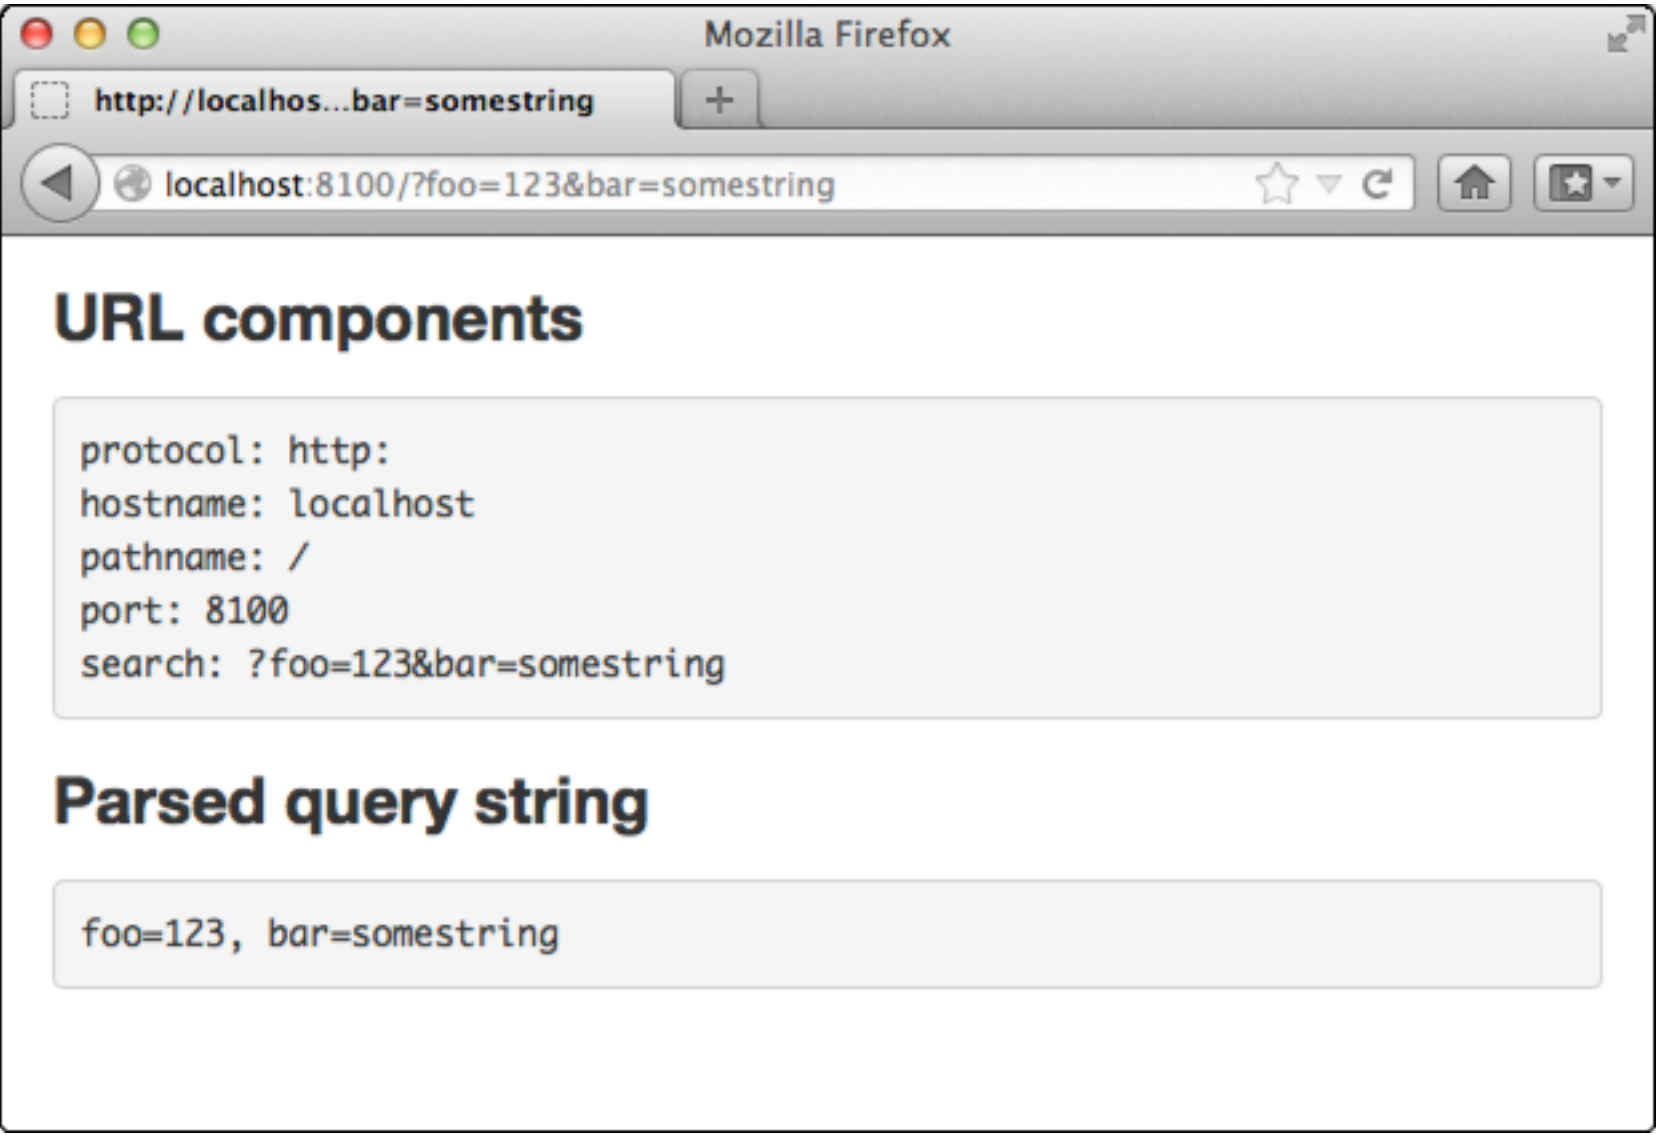 Mozilla Firefox
http://localhos...bar=somestring
localhost:8100/?foo=123&bar=somestring
URL components
protocol: http:
hostname: localhost
pathname: /
port: 8100
search: ?foo=123&bar=somestring
Parsed query string
foo=123, bar=somestring